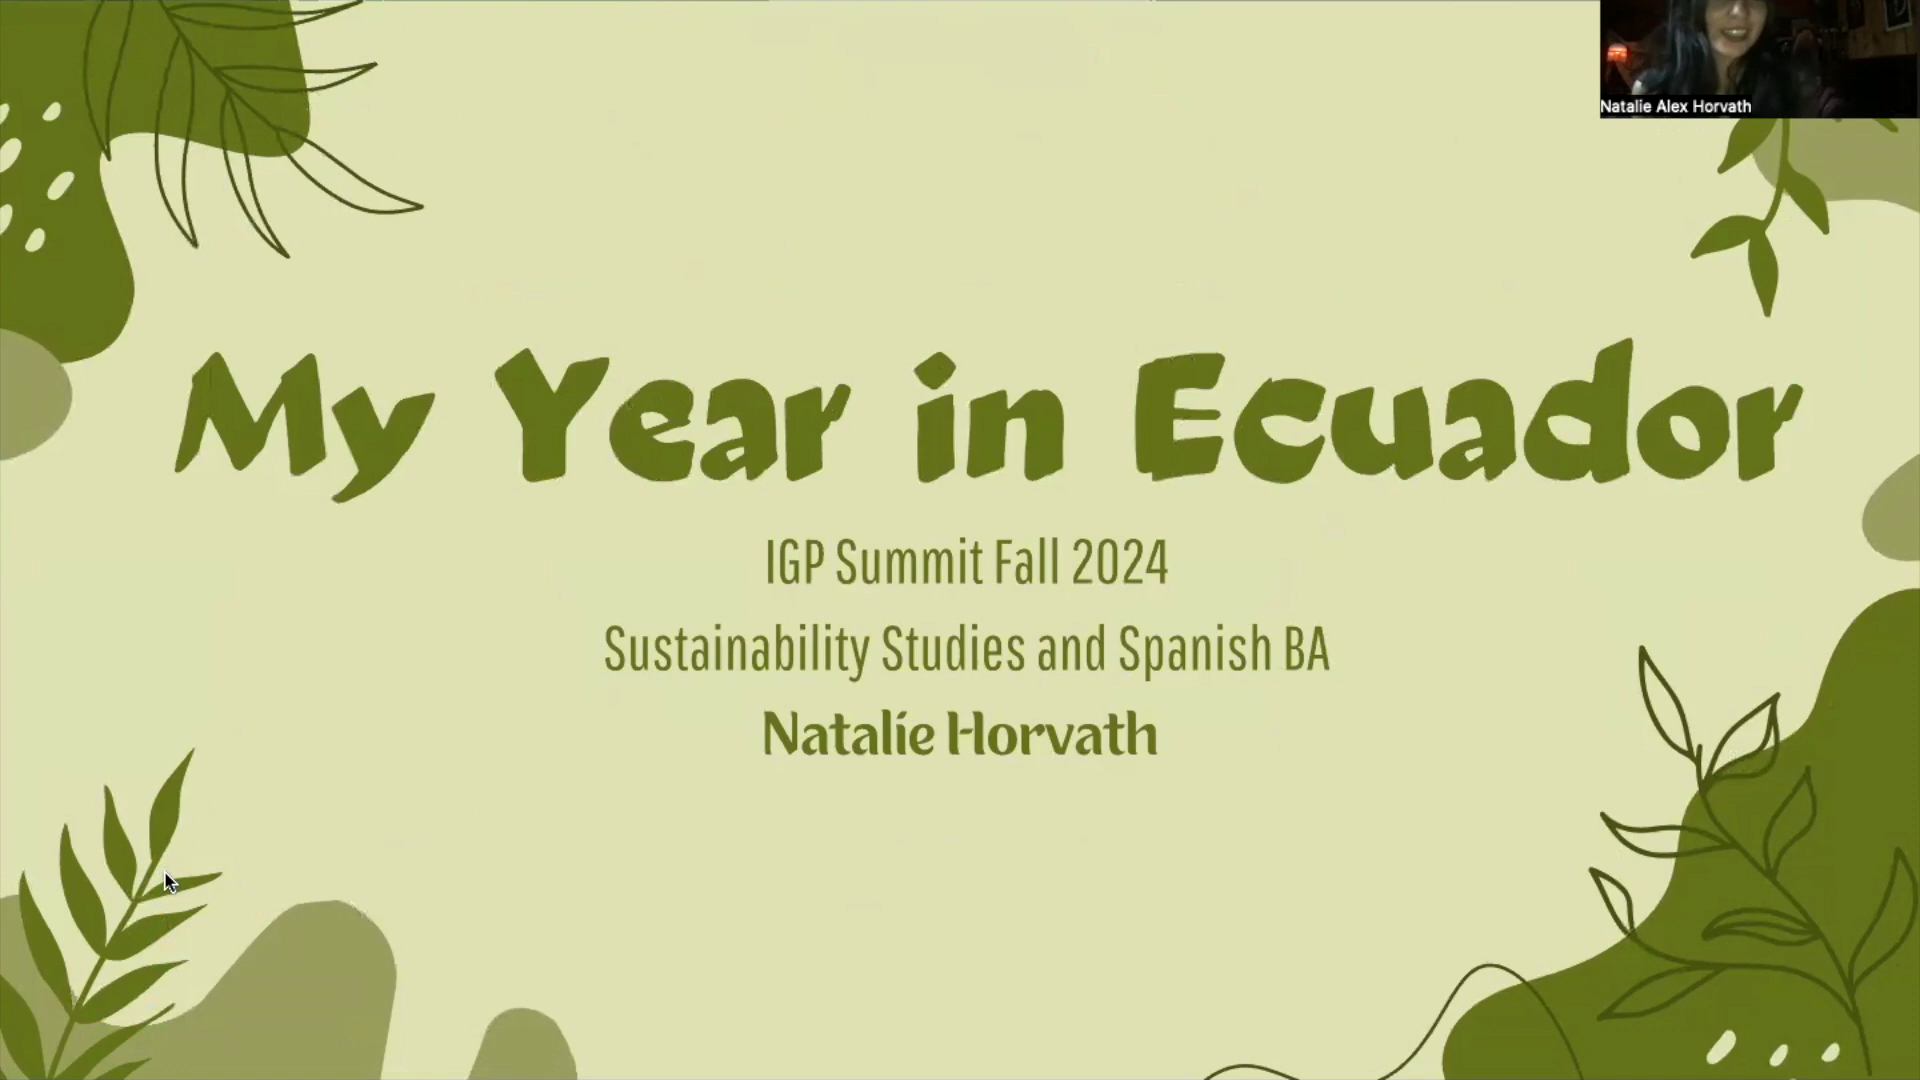 Natalie Alex Horvath
My Year in Ecuador
IGP Summit Fall 2024
Sustainability Studies and Spanish BA
Natalie Horvath